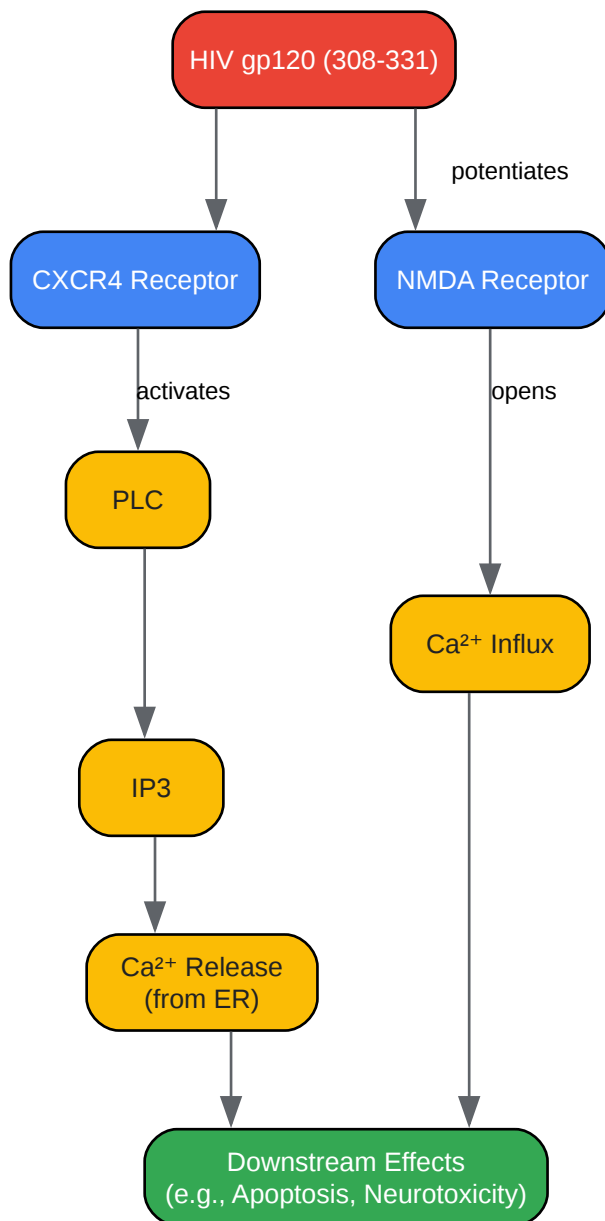 HIV gp120 (308-331)
potentiates
CXCR4 Receptor
NMDA Receptor
activates
opens
PLC
Ca²⁺ Influx
IP3
Ca²⁺ Release
(from ER)
Downstream Effects
(e.g., Apoptosis, Neurotoxicity)